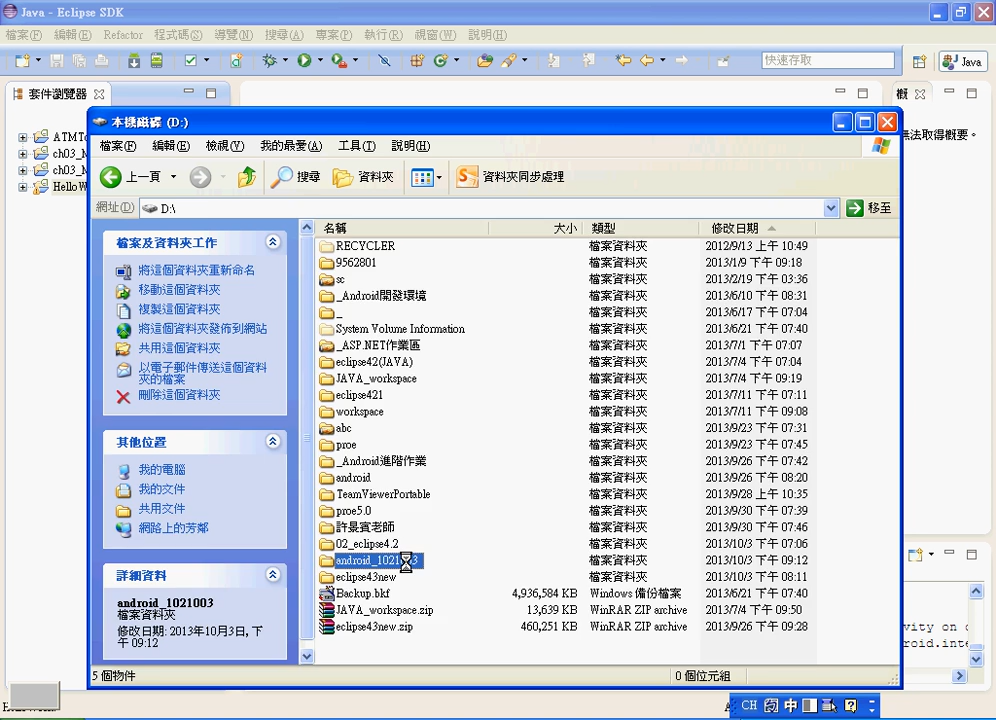 Java - Eclipse SDK
檔案(F) 編輯(E) Refactor 程式碼(S) 導覽(N) 搜尋(A) 專案(P) 執行(R) 視窗(W) 說明(H)
快速存取
Java
套件瀏覽器
概
ATMT
ch03_
ch03_
HelloW
無法取得概要。
本機磁碟 (D:)
檔案(F) 編輯(E) 檢視(V) 我的最愛(A) 工具(T) 說明(H)
上一頁 搜尋 資料夾 資料夾同步處理
網址(D) D:\ 移至
檔案及資料夾工作
將這個資料夾重新命名
移動這個資料夾
複製這個資料夾
將這個資料夾發佈到網站
共用這個資料夾
以電子郵件傳送這個資料
夾的檔案
刪除這個資料夾
其他位置
我的電腦
我的文件
共用文件
網路上的芳鄰
詳細資料
android_1021003
檔案資料夾
修改日期: 2013年10月3日, 下
午 09:12
名稱 大小 類型 修改日期
RECYCLER 檔案資料夾 2012/9/13 上午 10:49
9562801 檔案資料夾 2013/1/9 下午 09:18
sc 檔案資料夾 2013/2/19 下午 03:36
_Android開發環境 檔案資料夾 2013/6/10 下午 08:31
_ 檔案資料夾 2013/6/17 下午 07:04
System Volume Information 檔案資料夾 2013/6/21 下午 07:40
_ASP.NET作業區 檔案資料夾 2013/7/1 下午 07:07
eclipse42(JAVA) 檔案資料夾 2013/7/4 下午 07:04
JAVA_workspace 檔案資料夾 2013/7/4 下午 09:19
eclipse421 檔案資料夾 2013/7/11 下午 07:11
workspace 檔案資料夾 2013/7/11 下午 09:08
abc 檔案資料夾 2013/9/23 下午 07:31
proe 檔案資料夾 2013/9/23 下午 07:45
_Android進階作業 檔案資料夾 2013/9/26 下午 07:42
android 檔案資料夾 2013/9/26 下午 08:20
TeamViewerPortable 檔案資料夾 2013/9/28 上午 10:35
proe5.0 檔案資料夾 2013/9/30 下午 07:39
許景賓老師 檔案資料夾 2013/9/30 下午 07:46
02_eclipse4.2 檔案資料夾 2013/10/3 下午 07:06
android_1021003 檔案資料夾 2013/10/3 下午 09:12
eclipse43new 檔案資料夾 2013/10/3 下午 08:11
Backup.bkf 4,936,584 KB Windows 備份檔案 2013/6/21 下午 07:40
JAVA_workspace.zip 13,639 KB WinRAR ZIP archive 2013/7/4 下午 09:50
eclipse43new.zip 460,251 KB WinRAR ZIP archive 2013/9/26 下午 09:28
ivity on
roid.inte
5 個物件 0 個位元組
CH 中